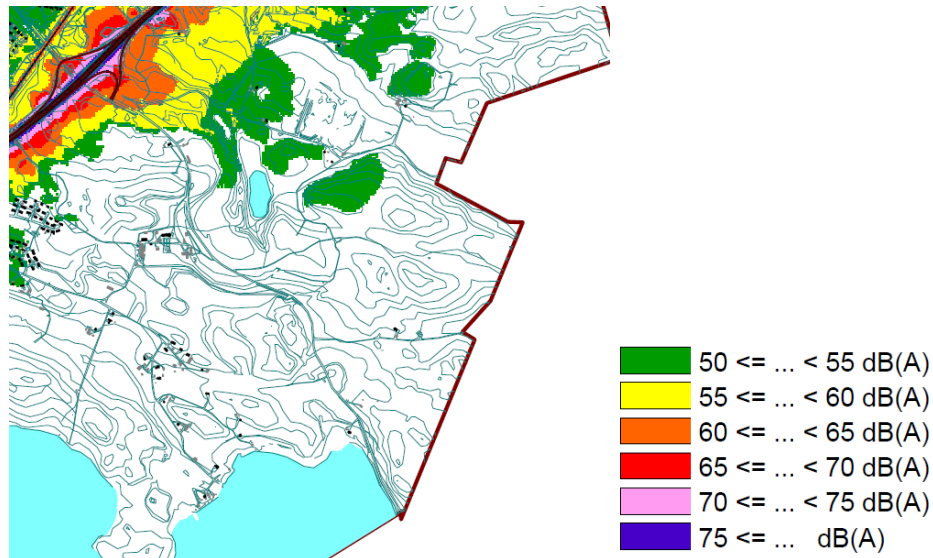 50 <= ... < 55 dB(A)
55 <= ... < 60 dB(A)
60 <= ... < 65 dB(A)
65 <= ... < 70 dB(A)
70 <= ... < 75 dB(A)
75 <= ... dB(A)